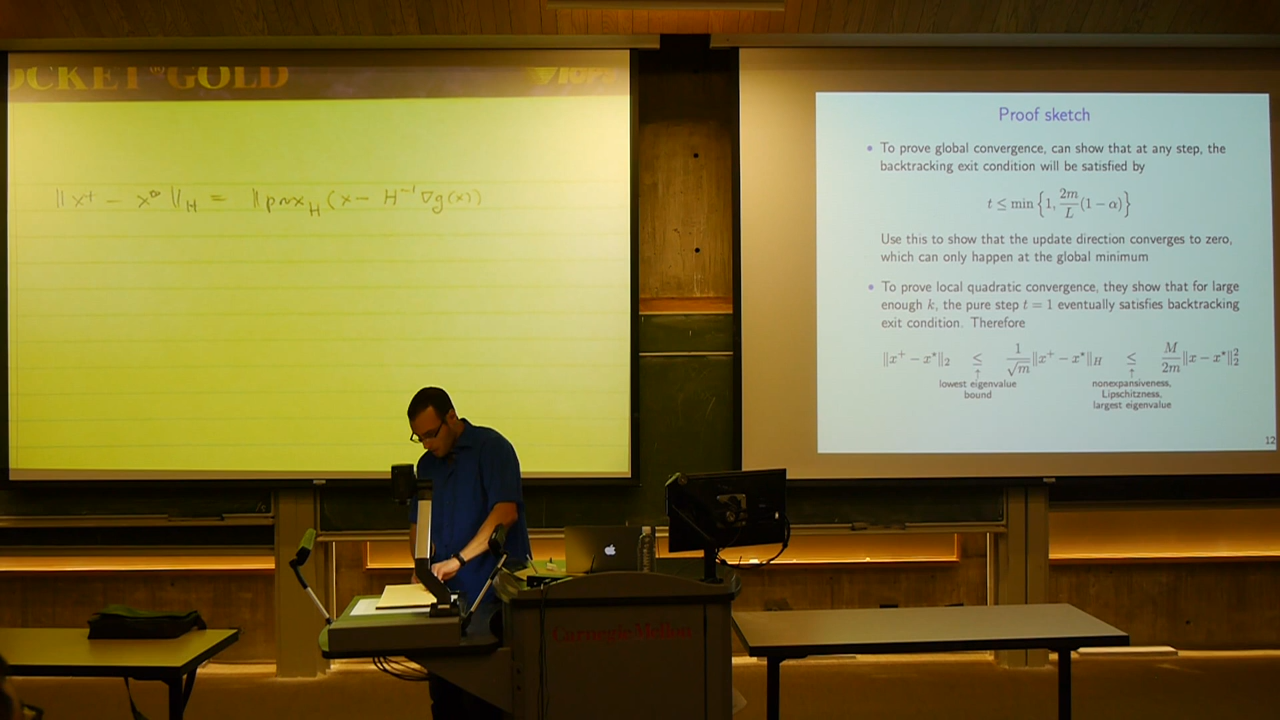 OCKET GOLD
TOPS
‖x⁺ − x*‖_H = ‖prox_H (x − H⁻¹ ∇g(x))
Proof sketch
• To prove global convergence, can show that at any step, the
backtracking exit condition will be satisfied by
t ≤ min{1, 2m/L (1 − α)}
Use this to show that the update direction converges to zero,
which can only happen at the global minimum
• To prove local quadratic convergence, they show that for large
enough k, the pure step t = 1 eventually satisfies backtracking
exit condition. Therefore
‖x⁺ − x*‖₂ ≤ 1/√m ‖x⁺ − x*‖_H ≤ M/2m ‖x − x*‖₂²
↑ ↑
lowest eigenvalue nonexpansiveness,
bound Lipschitzness,
largest eigenvalue
12
Carnegie Mellon